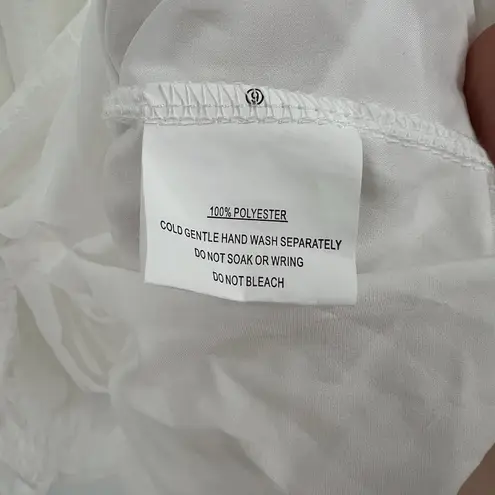 100% POLYESTER
COLD GENTLE HAND WASH SEPARATELY
DO NOT SOAK OR WRING
DO NOT BLEACH